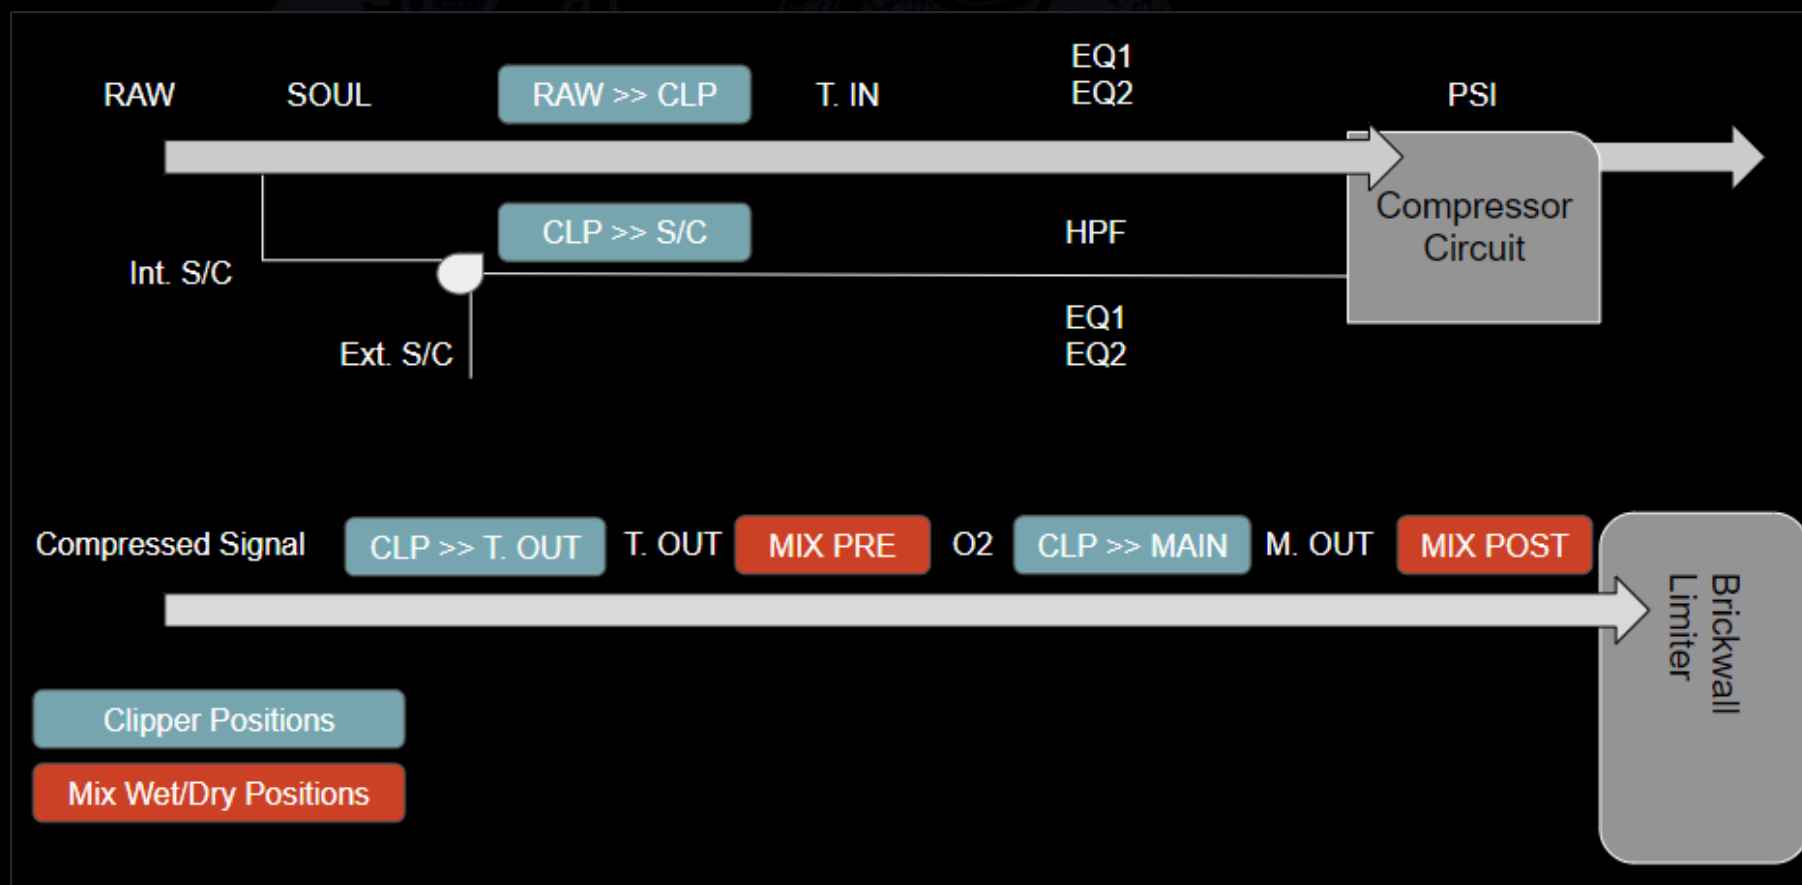 RAW
SOUL
RAW >> CLP
T. IN
EQ1
EQ2
PSI
CLP >> S/C
HPF
Compressor
Circuit
Int. S/C
EQ1
EQ2
Ext. S/C
Compressed Signal
CLP >> T. OUT
T. OUT
MIX PRE
O2
CLP >> MAIN
M. OUT
MIX POST
Brickwall
Limiter
Clipper Positions
Mix Wet/Dry Positions